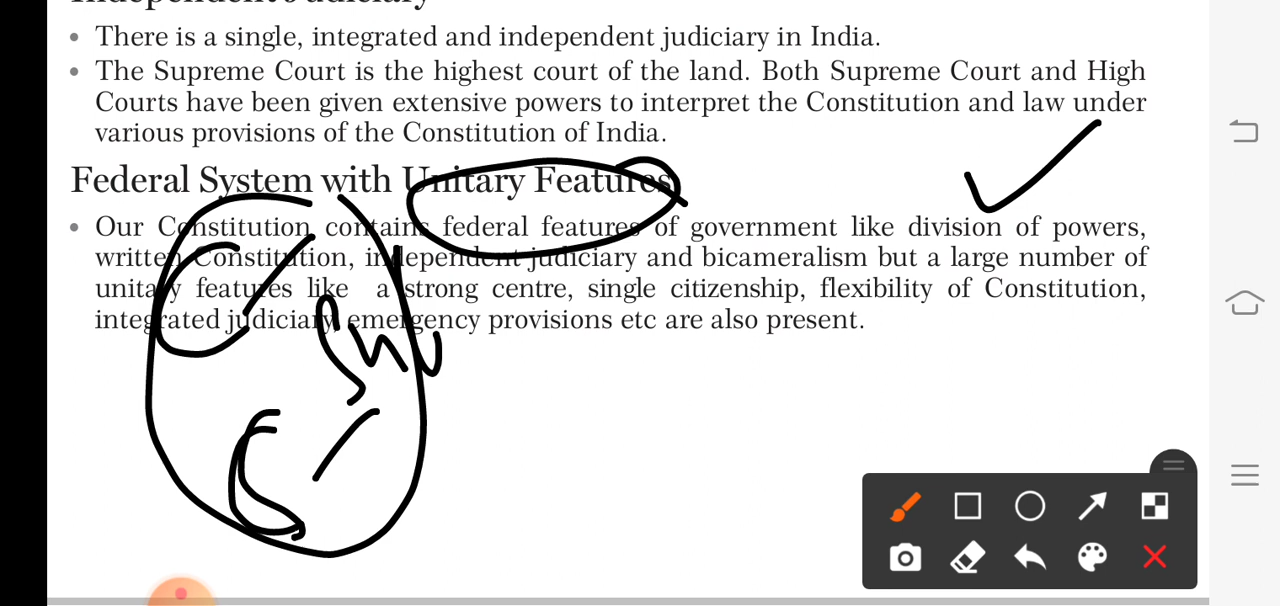 There is a single, integrated and independent judiciary in India.
The Supreme Court is the highest court of the land. Both Supreme Court and High
Courts have been given extensive powers to interpret the Constitution and law under
various provisions of the Constitution of India.
Federal System with Unitary Features
Our Constitution contains federal features of government like division of powers,
written Constitution, independent judiciary and bicameralism but a large number of
unitary features like a strong centre, single citizenship, flexibility of Constitution,
integrated judiciary, emergency provisions etc are also present.